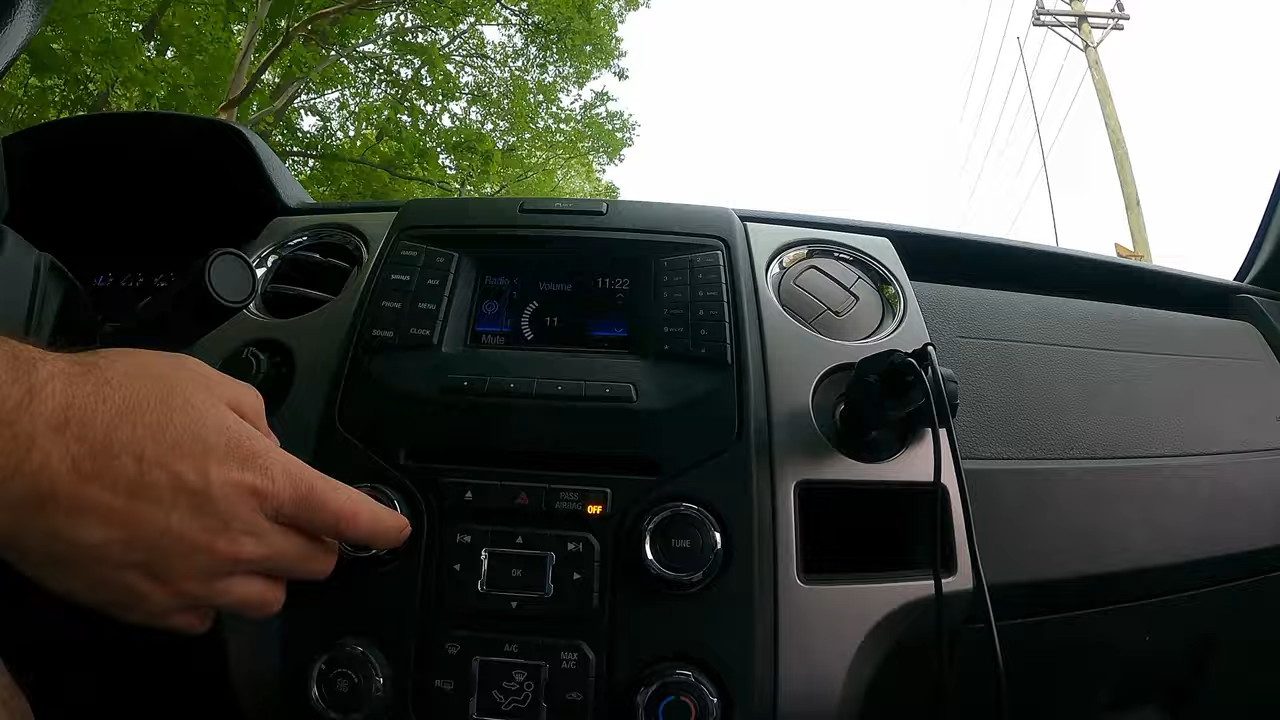 RADIO
CD
SIRIUS
AUX
PHONE
MENU
SOUND
CLOCK
Radio
Volume
11:22
11
Mute
PASS
AIRBAG OFF
OK
TUNE
A/C
MAX
A/C
R